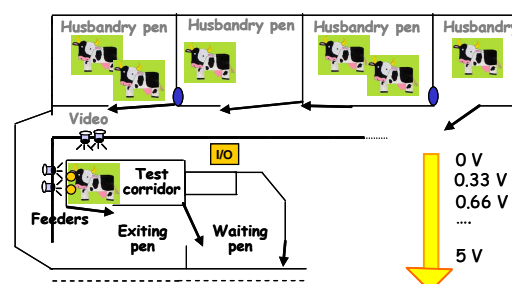 Husbandry pen
Husbandry pen
Husbandry pen
Husbandry
Video
I/O
Test
corridor
Feeders
Exiting
pen
Waiting
pen
0 V
0.33 V
0.66 V
....
5 V